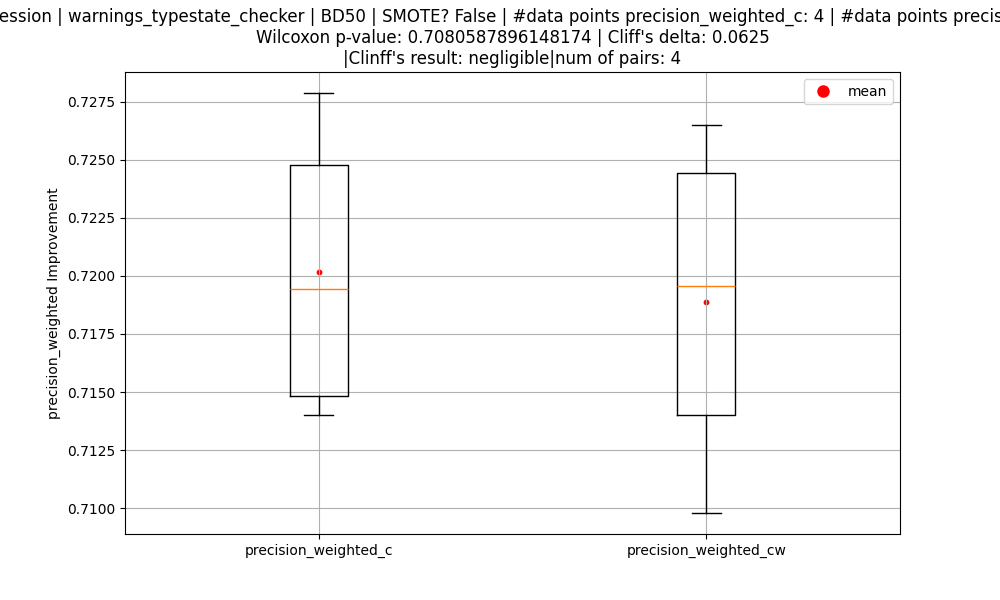 ession | warnings_typestate_checker | BD50 | SMOTE? False | #data points precision_weighted_c: 4 | #data points precis
Wilcoxon p-value: 0.7080587896148174 | Cliff's delta: 0.0625
|Clinff's result: negligible|num of pairs: 4
mean
precision_weighted Improvement
0.7275
0.7250
0.7225
0.7200
0.7175
0.7150
0.7125
0.7100
precision_weighted_c
precision_weighted_cw